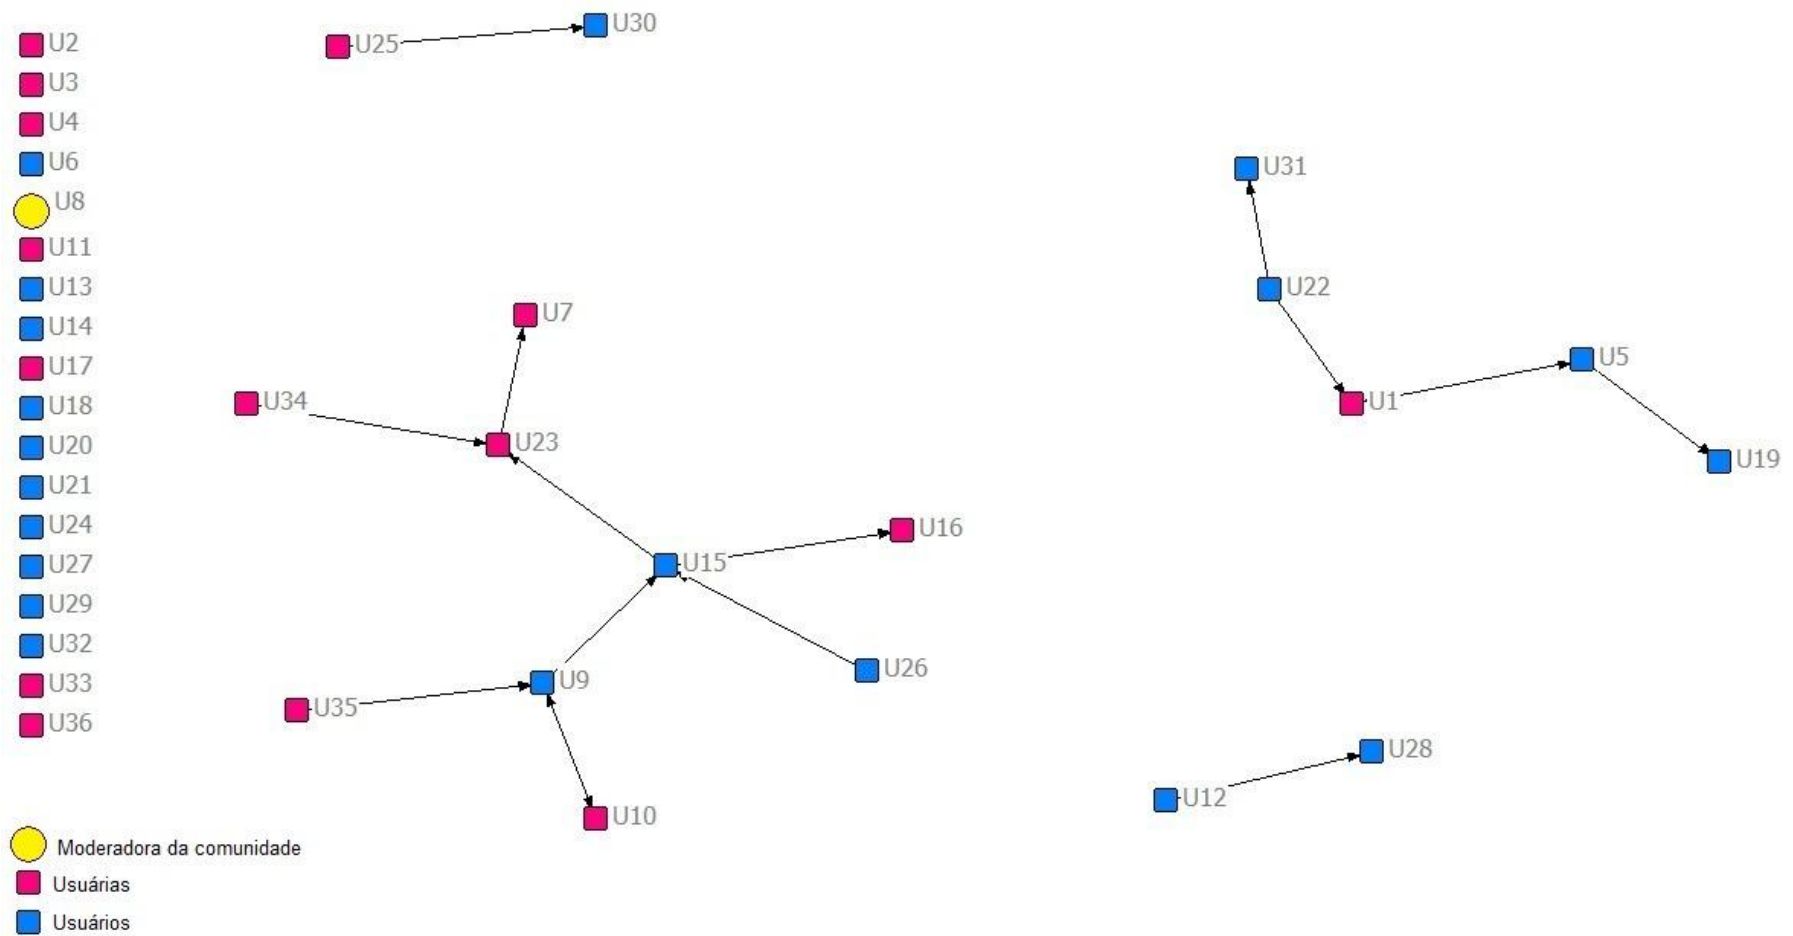 U2
U3
U4
U6
U8
U11
U13
U14
U17
U18
U20
U21
U24
U27
U29
U32
U33
U36
U25
U30
U7
U34
U23
U16
U15
U26
U9
U35
U10
U31
U22
U5
U1
U19
U28
U12
Moderadora da comunidade
Usuárias
Usuários